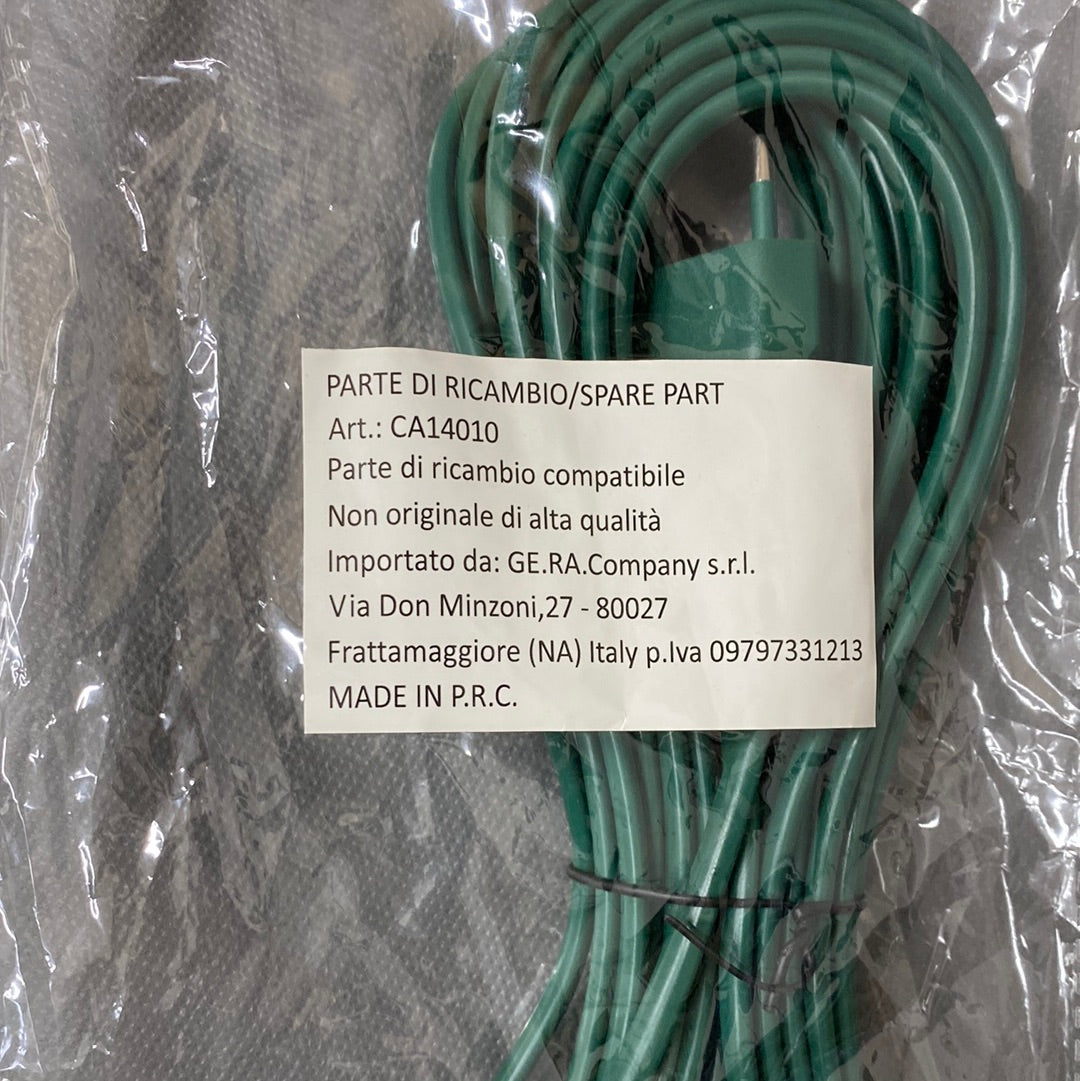 PARTE DI RICAMBIO/SPARE PART
Art.: CA14010
Parte di ricambio compatibile
Non originale di alta qualità
Importato da: GE.RA.Company s.r.l.
Via Don Minzoni,27 - 80027
Frattamaggiore (NA) Italy p.Iva 09797331213
MADE IN P.R.C.